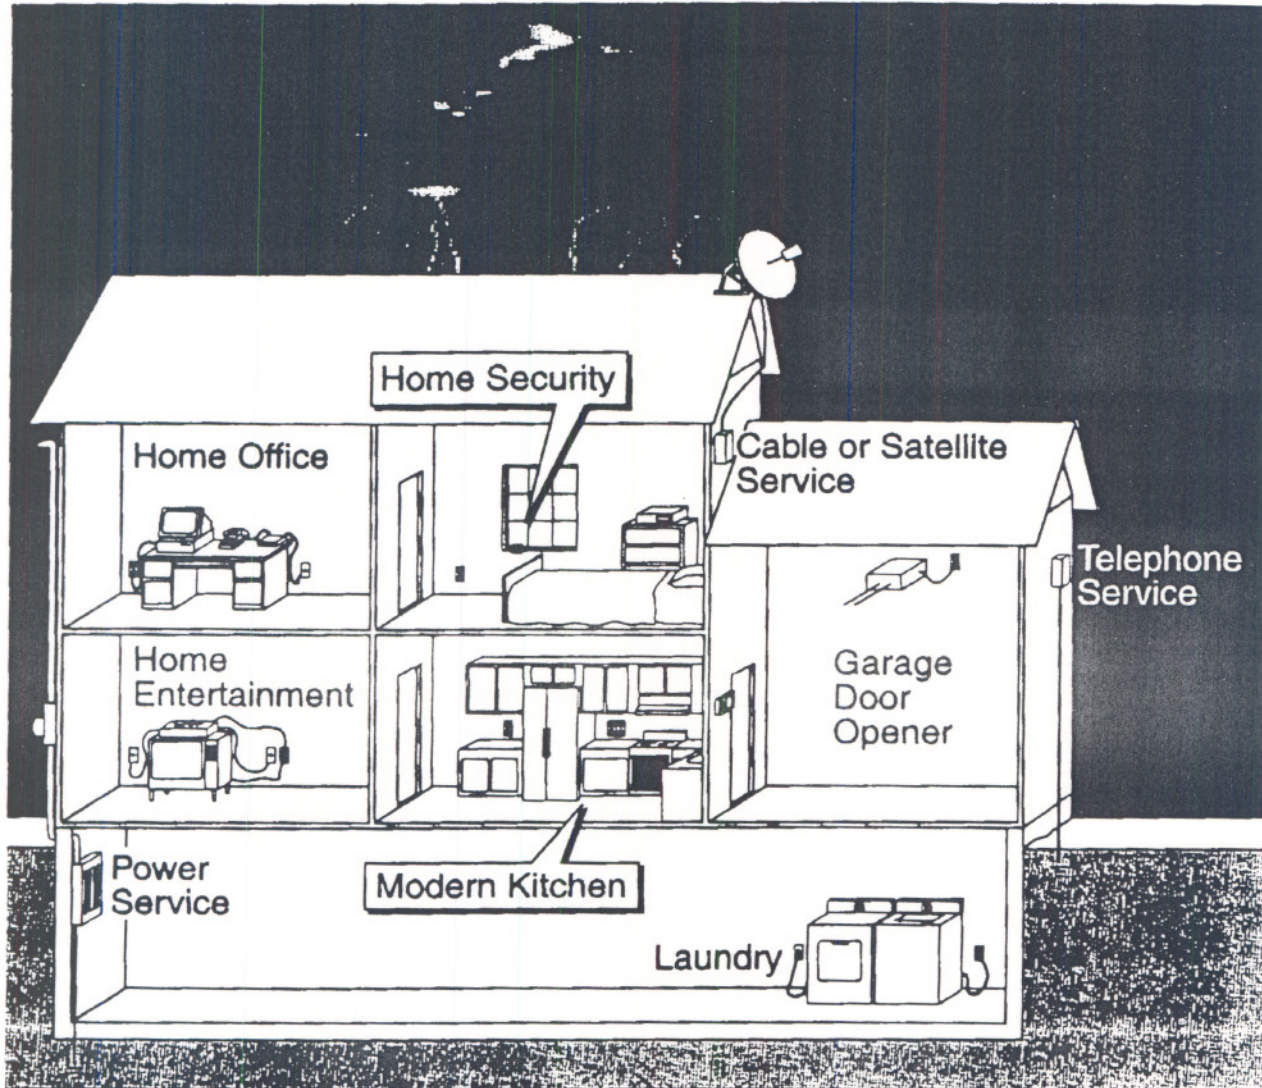 Home Security
Home Office
Cable or Satellite
Service
Telephone
Service
Home
Entertainment
Garage
Door
Opener
Power
Service
Modern Kitchen
Laundry